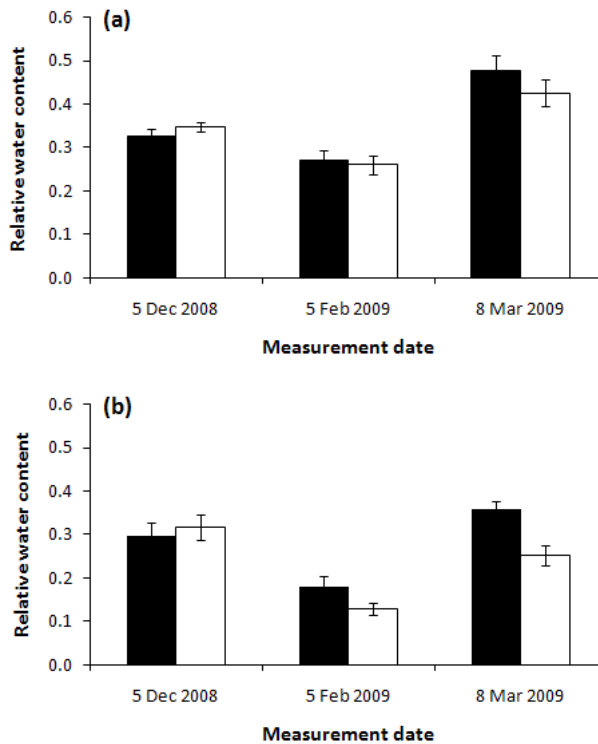 (a)
Relative water content
0.6
0.5
0.4
0.3
0.2
0.1
0.0
5 Dec 2008 5 Feb 2009 8 Mar 2009
Measurement date
(b)
Relative water content
0.6
0.5
0.4
0.3
0.2
0.1
0.0
5 Dec 2008 5 Feb 2009 8 Mar 2009
Measurement date